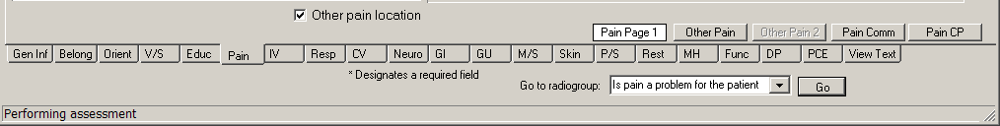 Other pain location
Pain Page 1 Other Pain Other Pain 2 Pain Comm Pain CP
Gen Inf Belong Orient V/S Educ Pain IV Resp CV Neuro GI GU M/S Skin P/S Rest MH Func DP PCE View Text
* Designates a required field
Go to radiogroup: Is pain a problem for the patient Go
Performing assessment